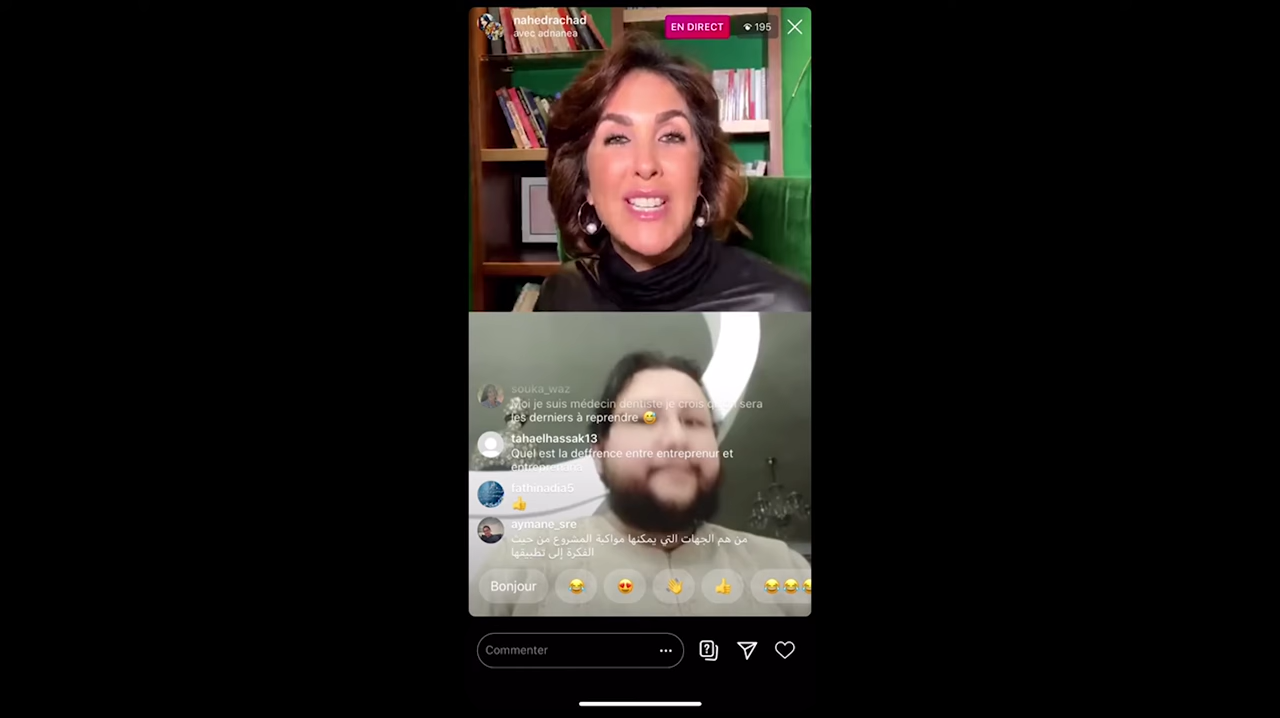 nahedrachad
avec adnanea
EN DIRECT
195
souka_waz
Moi je suis médecin dentiste je crois qu'on sera
les derniers à reprendre 😅
tahaelhassak13
Quel est la deffrence entre entreprenur et
fathinadia5
👍
aymane_sre
من هم الجهات التي يمكنها مواكبة المشروع من حيث
الفكرة إلى تطبيقها
Bonjour 😂 😍 👏 👍 😂😂😂
Commenter